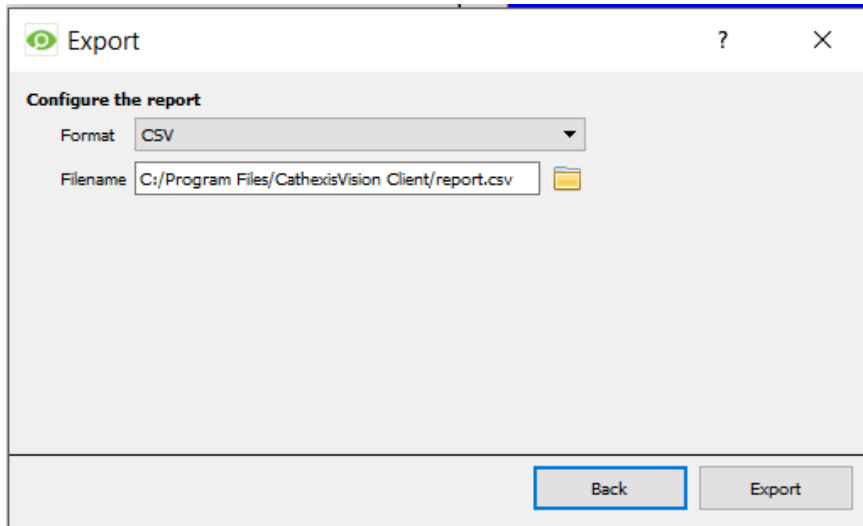 Export
?
Configure the report
Format CSV
Filename C:/Program Files/CathexisVision Client/report.csv
Back Export